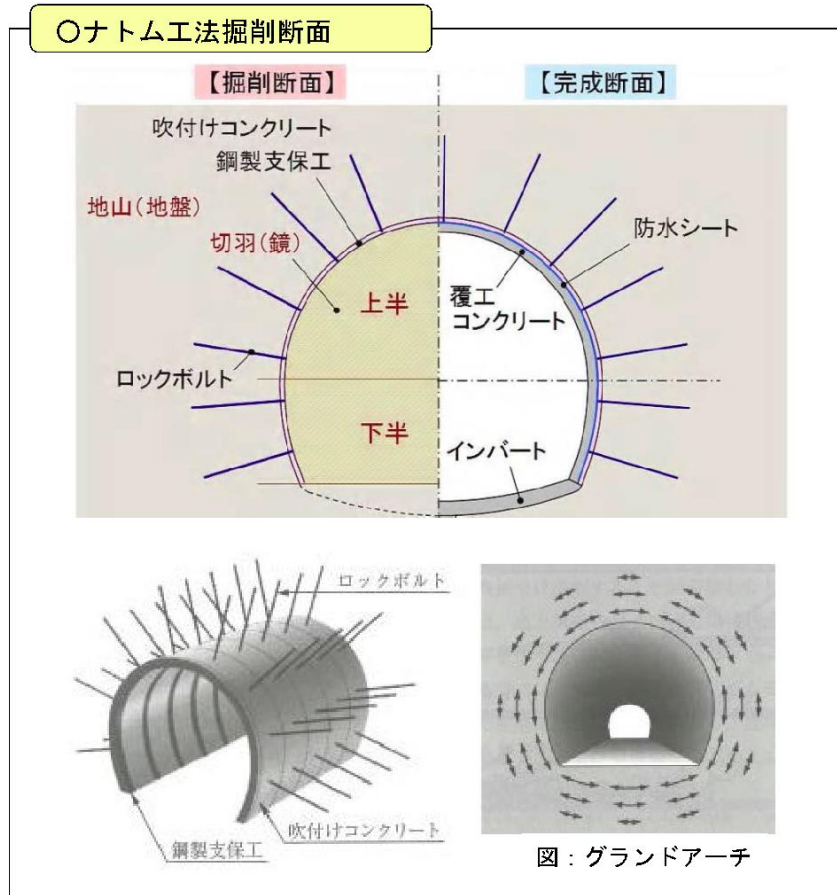 〇ナトム工法掘削断面
【掘削断面】
【完成断面】
吹付けコンクリート
鋼製支保工
地山(地盤)
切羽(鏡)
上半
下半
ロックボルト
防水シート
覆工
コンクリート
インバート
ロックボルト
吹付けコンクリート
鋼製支保工
図：グランドアーチ